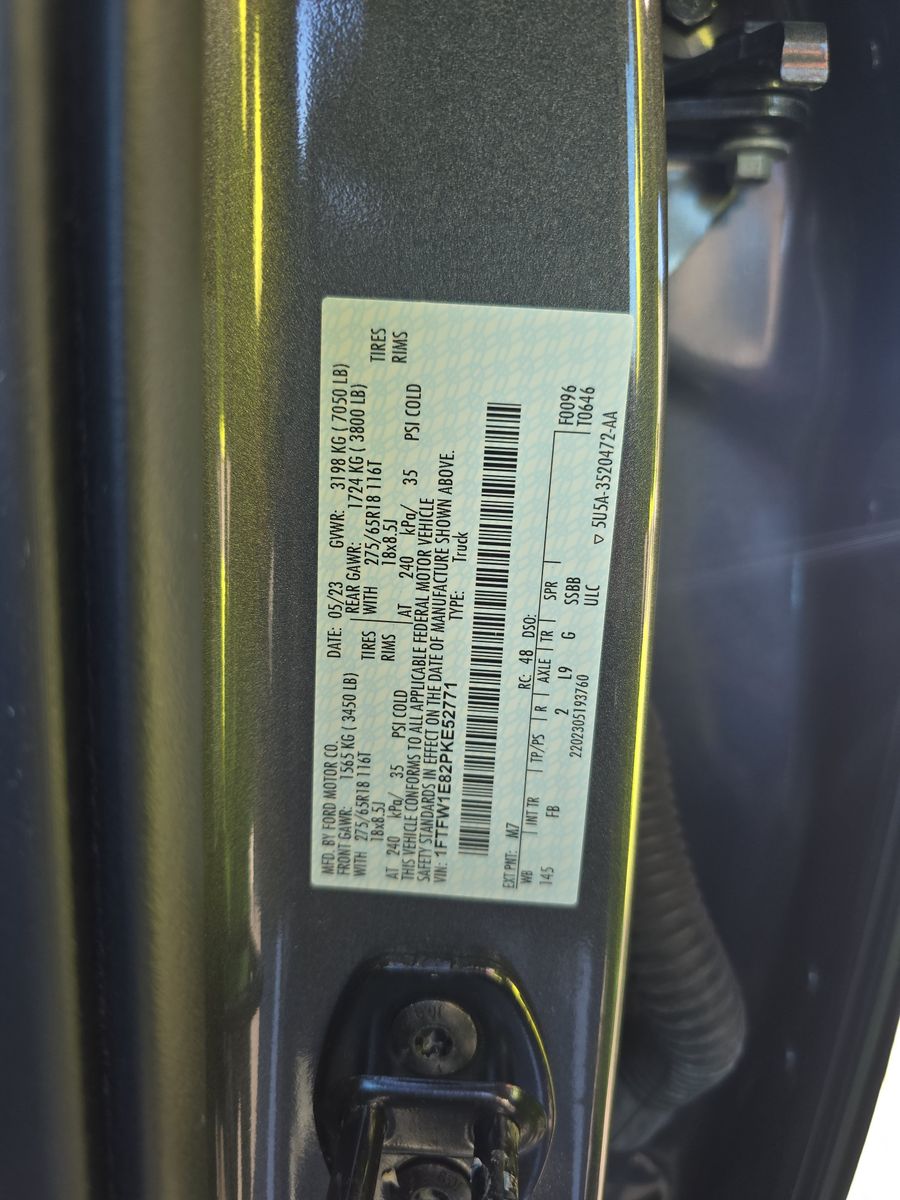 MFD. BY FORD MOTOR CO.
DATE: 05/23 GVWR: 3198 KG ( 7050 LB)
FRONT GAWR: 1565 KG ( 3450 LB) REAR GAWR: 1724 KG ( 3800 LB)
WITH 275/65R18 116T TIRES WITH 275/65R18 116T TIRES
18x8.5J RIMS 18x8.5J RIMS
AT 240 kPa/ 35 PSI COLD AT 240 kPa/ 35 PSI COLD
THIS VEHICLE CONFORMS TO ALL APPLICABLE FEDERAL MOTOR VEHICLE
SAFETY STANDARDS IN EFFECT ON THE DATE OF MANUFACTURE SHOWN ABOVE.
VIN: 1FTFW1E82PKE52771 TYPE: Truck
EXT PNT: M7 RC: 48 DSO:
WB INT TR TP/PS R AXLE TR SPR F0096
145 FB 2 L9 G SSBB T0646
2202305193760 ULC
▽ 5U5A-3520472-AA